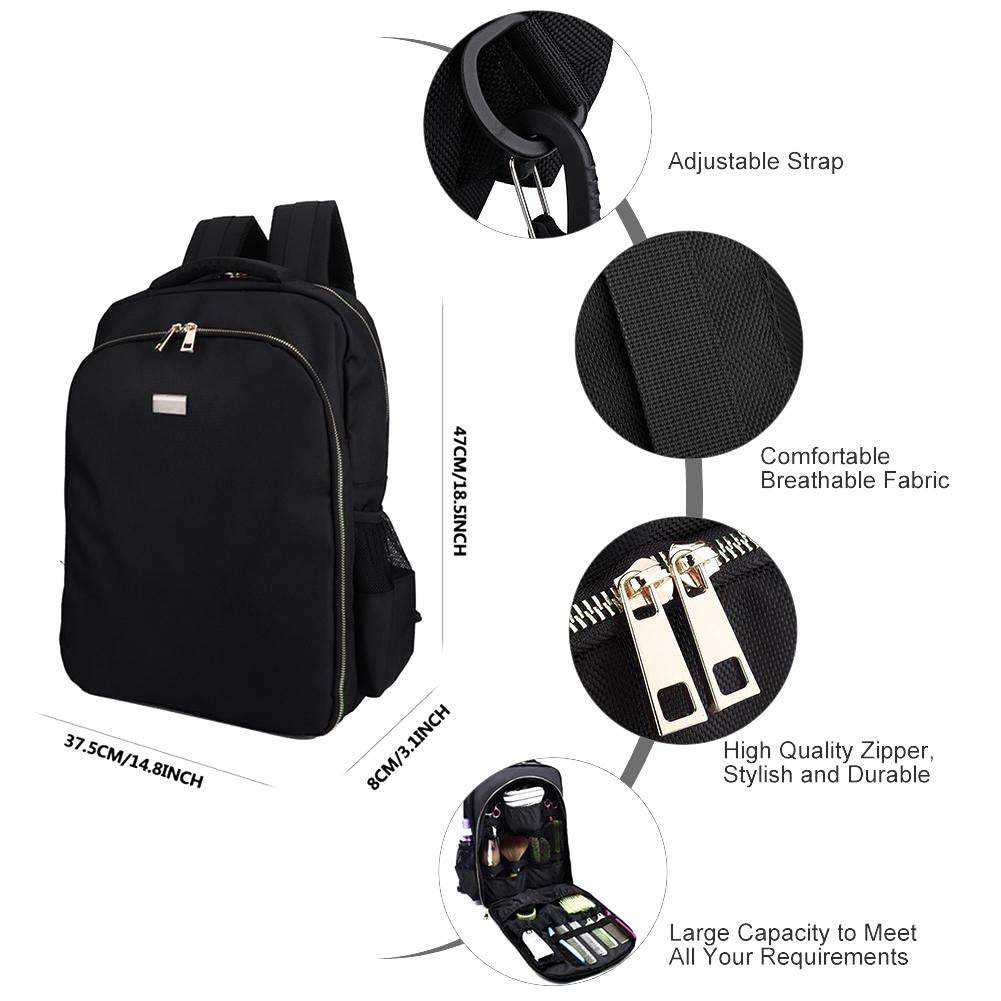 Adjustable Strap
Comfortable
Breathable Fabric
47CM/18.5INCH
37.5CM/14.8INCH
8CM/3.1INCH
High Quality Zipper,
Stylish and Durable
Large Capacity to Meet
All Your Requirements